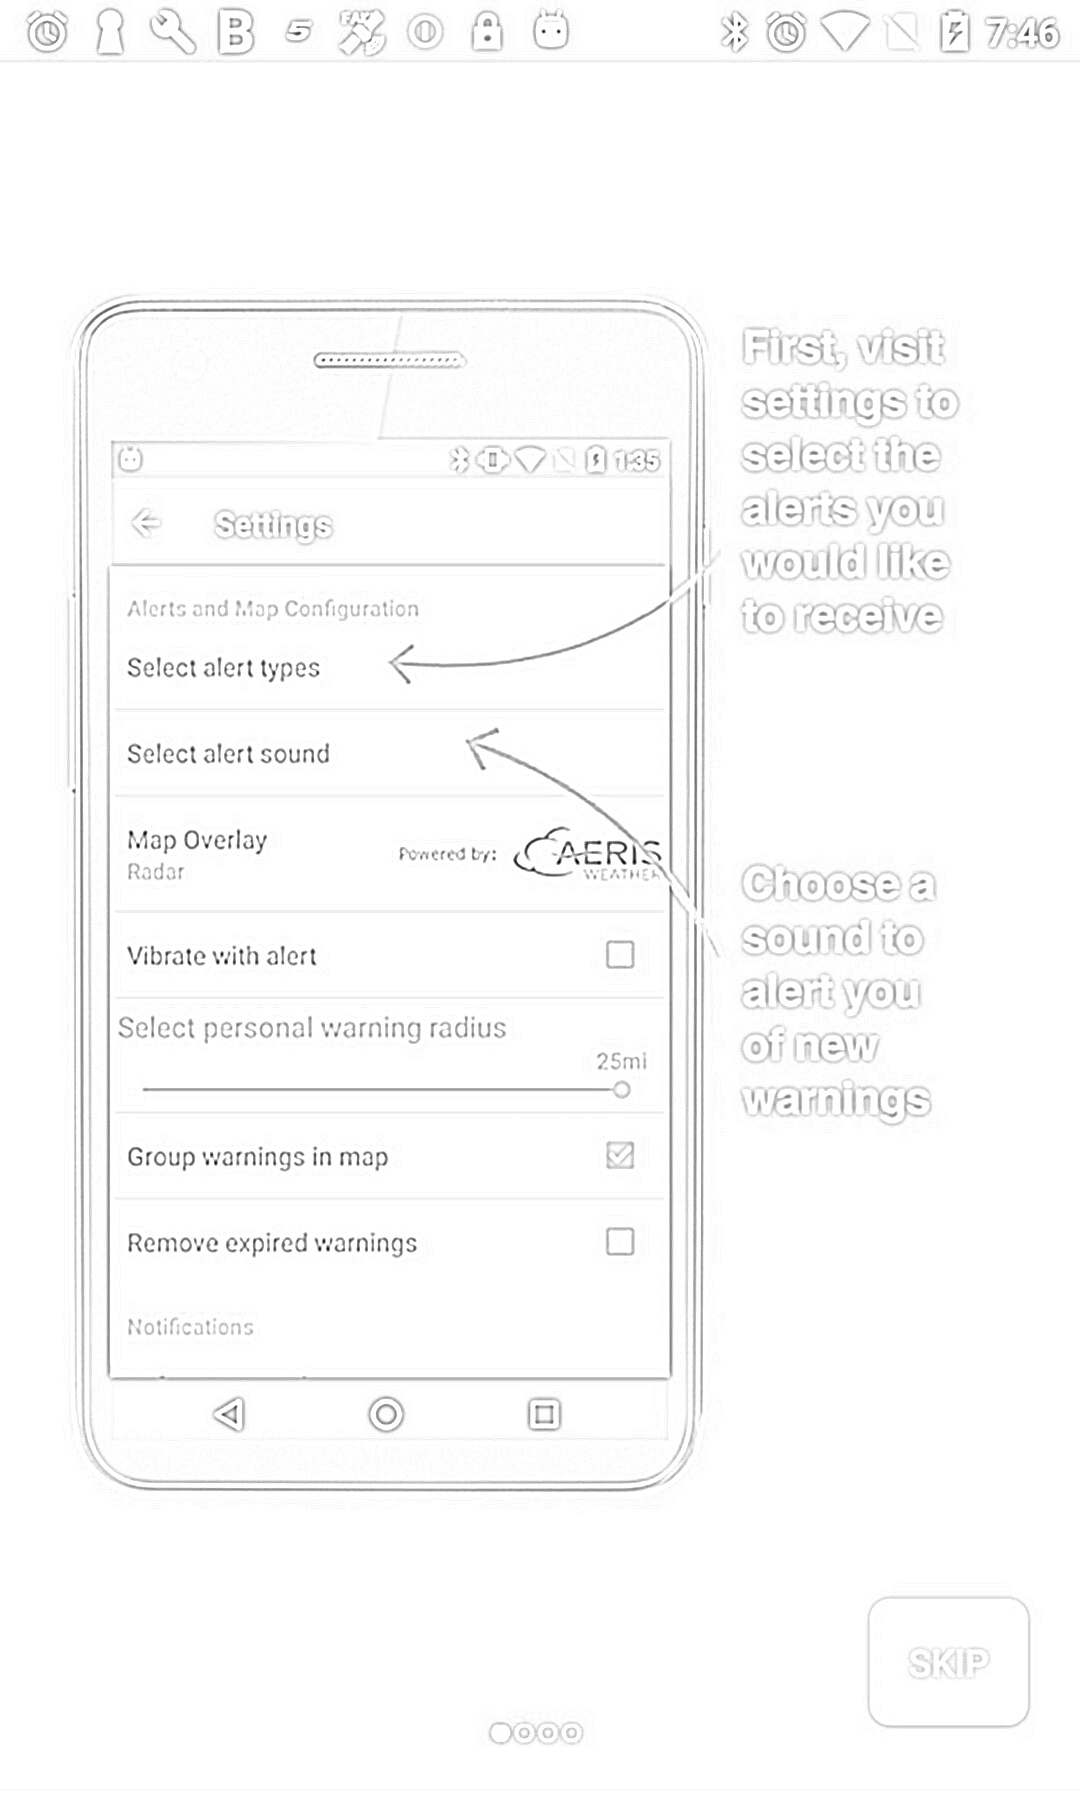 7:46
First, visit
settings to
select the
alerts you
would like
to receive
1:35
Settings
Alerts and Map Configuration
Select alert types
Select alert sound
Map Overlay
Radar
Powered by:
AERIS
WEATHER
Vibrate with alert
Select personal warning radius
25mi
Group warnings in map
Remove expired warnings
Notifications
Choose a
sound to
alert you
of new
warnings
SKIP